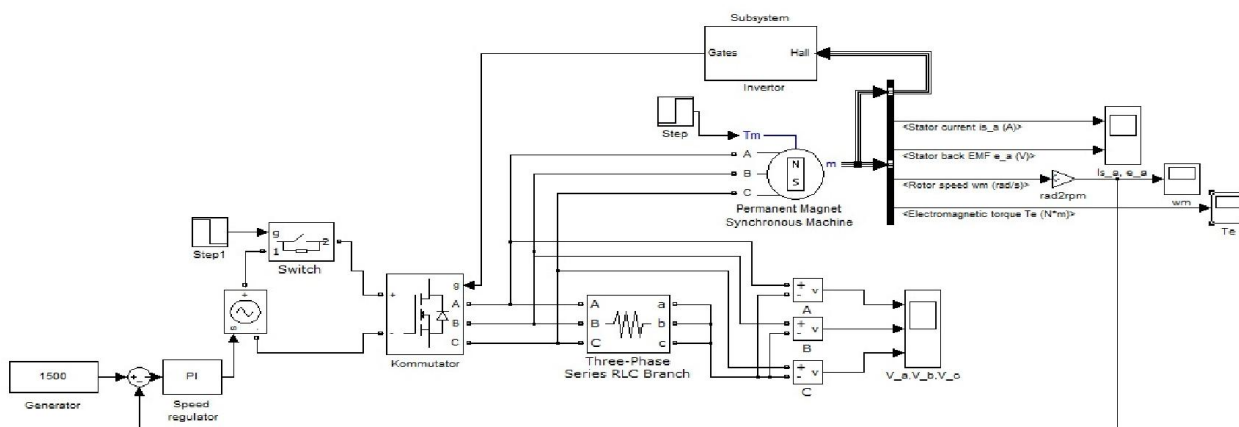 Subsystem
Gates
Hall
Invertor
Step
Tm
A
B
C
N
S
m
Permanent Magnet
Synchronous Machine
<Stator current is_a (A)>
<Stator back EMF e_a (V)>
<Rotor speed wm (rad/s)>
<Electromagnetic torque Te (N*m)>
Is_a, e_a
rad2rpm
wm
Te
Step1
g
1
2
Switch
+
-
s
g
+
-
A
B
C
Kommutator
A
B
C
a
b
c
Three-Phase
Series RLC Branch
+
-
v
A
+
-
v
B
+
-
v
C
V_a,V_b,V_c
1500
Generator
PI
Speed
regulator